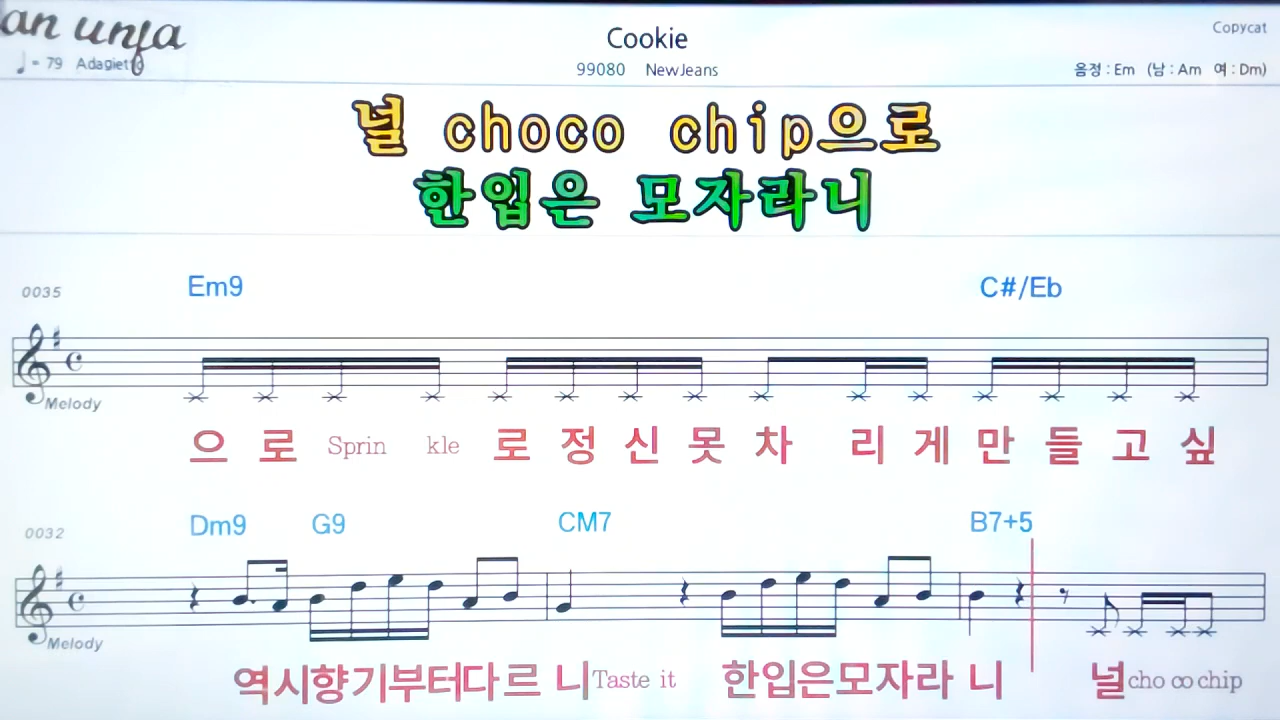 an unfa
Cookie
Copycat
♩= 79 Adagietto
99080 NewJeans
음정 : Em (남 : Am 여 : Dm)
널 choco chip으로
한입은 모자라니
0035 Em9 C#/Eb
Melody
으 로 Sprin kle 로 정 신 못 차 리 게 만 들 고 싶
0032 Dm9 G9 CM7 B7+5
Melody
역시향기부터다르 니 Taste it 한입은모자라 니 널 cho co chip